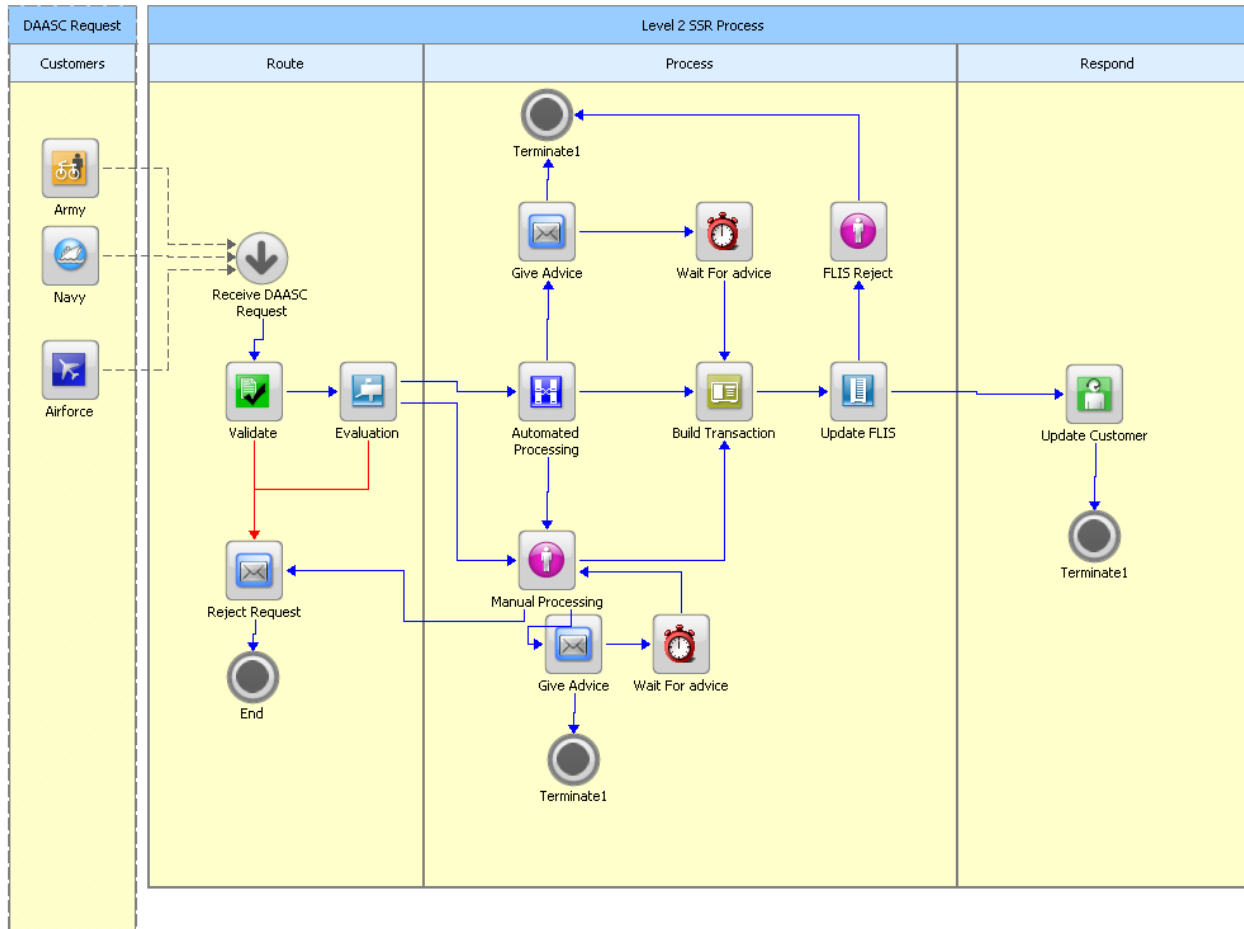 DAASC Request
Level 2 SSR Process
Customers
Route
Process
Respond
Army
Navy
Airforce
Receive DAASC
Request
Validate
Evaluation
Reject Request
End
Terminate1
Give Advice
Wait For advice
FLIS Reject
Automated
Processing
Build Transaction
Update FLIS
Manual Processing
Give Advice
Wait For advice
Terminate1
Update Customer
Terminate1